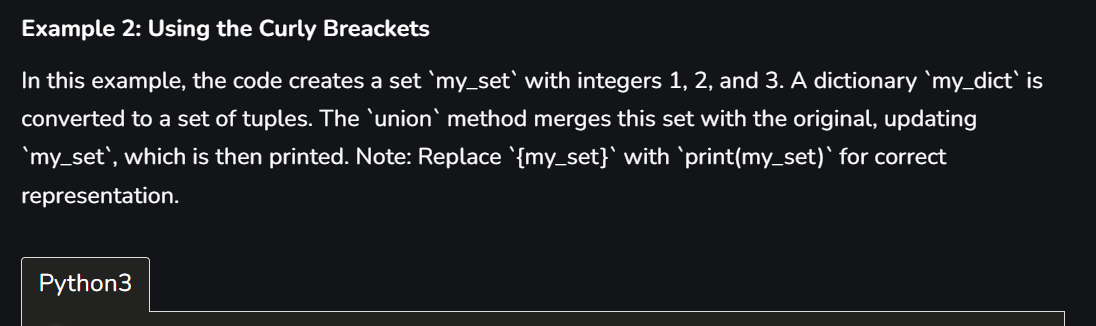 Example 2: Using the Curly Breackets
In this example, the code creates a set `my_set` with integers 1, 2, and 3. A dictionary `my_dict` is
converted to a set of tuples. The `union` method merges this set with the original, updating
`my_set`, which is then printed. Note: Replace `{my_set}` with `print(my_set)` for correct
representation.
Python3